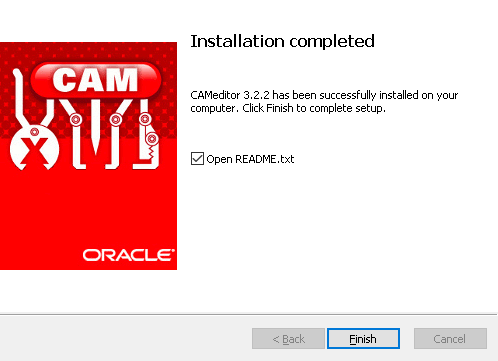 Installation completed
CAM
XML
CAMeditor 3.2.2 has been successfully installed on your
computer. Click Finish to complete setup.
Open README.txt
ORACLE
< Back
Finish
Cancel